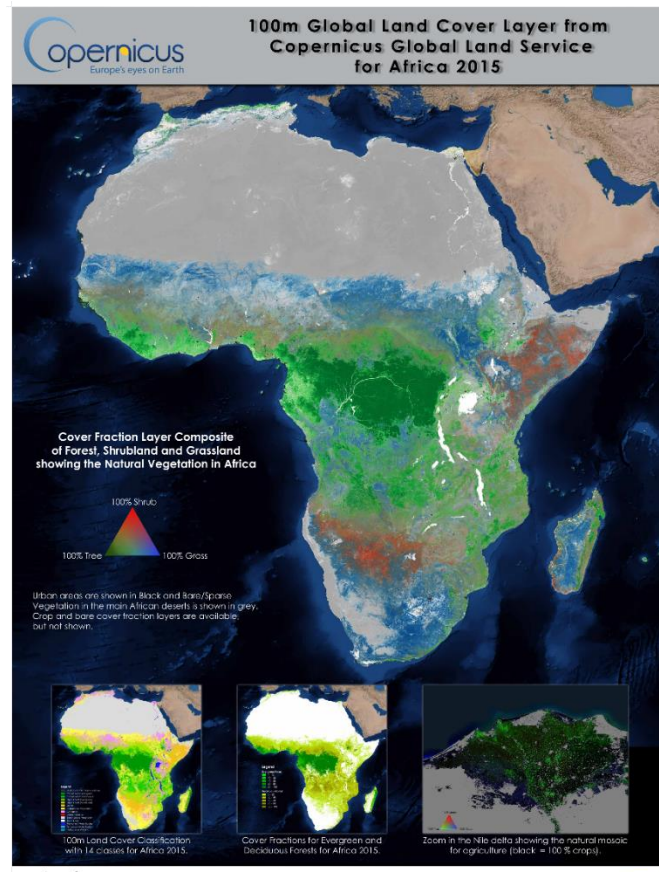 Copernicus
Europe's eyes on Earth
100m Global Land Cover Layer from
Copernicus Global Land Service
for Africa 2015
Cover Fraction Layer Composite
of Forest, Shrubland and Grassland
showing the Natural Vegetation in Africa
100% Shrub
100% Tree
100% Grass
Urban areas are shown in Black and Bare/Sparse
Vegetation in the main African deserts is shown in grey.
Crop and bare cover fraction layers are available,
but not shown.
100m Land Cover Classification
with 14 classes for Africa 2015.
Cover Fractions for Evergreen and
Deciduous Forests for Africa 2015.
Zoom in the Nile delta showing the natural mosaic
for agriculture (black = 100 % crops).